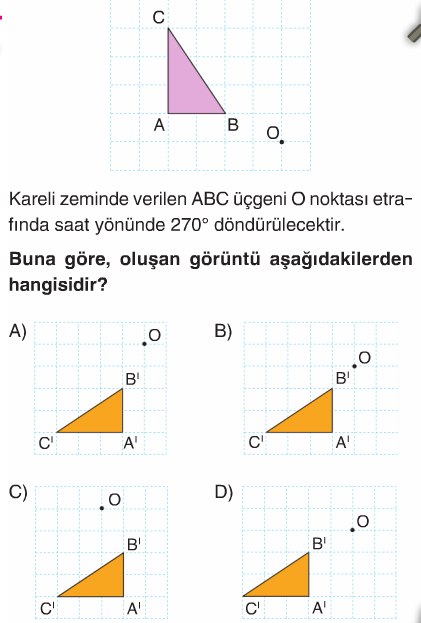 C
A B O
Kareli zeminde verilen ABC üçgeni O noktası etra-
fında saat yönünde 270° döndürülecektir.
Buna göre, oluşan görüntü aşağıdakilerden
hangisidir?
A) O B' C' A'
B) O B' C' A'
C) O B' C' A'
D) O B' C' A'